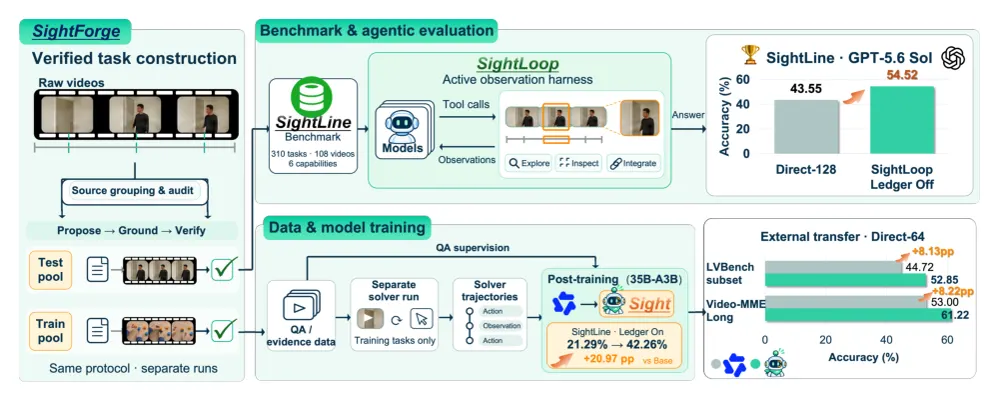 SightForge
Verified task construction
Raw videos
Source grouping & audit
Propose → Ground → Verify
Test
pool
Train
pool
Same protocol · separate runs
Benchmark & agentic evaluation
SightLine
Benchmark
310 tasks · 108 videos
6 capabilities
SightLoop
Active observation harness
Models
Tool calls
Observations
Explore
Inspect
Integrate
Answer
SightLine · GPT-5.6 Sol
Accuracy (%)
60
40
20
0
43.55
54.52
Direct-128
SightLoop
Ledger Off
Data & model training
QA supervision
QA /
evidence data
Separate
solver run
Training tasks only
Solver
trajectories
Action
Observation
Action
Post-training (35B-A3B)
Sight
SightLine · Ledger On
21.29% → 42.26%
+20.97 pp vs Base
External transfer · Direct-64
+8.13pp
LVBench
subset
44.72
52.85
+8.22pp
Video-MME
Long
53.00
61.22
0 20 40 60
Accuracy (%)